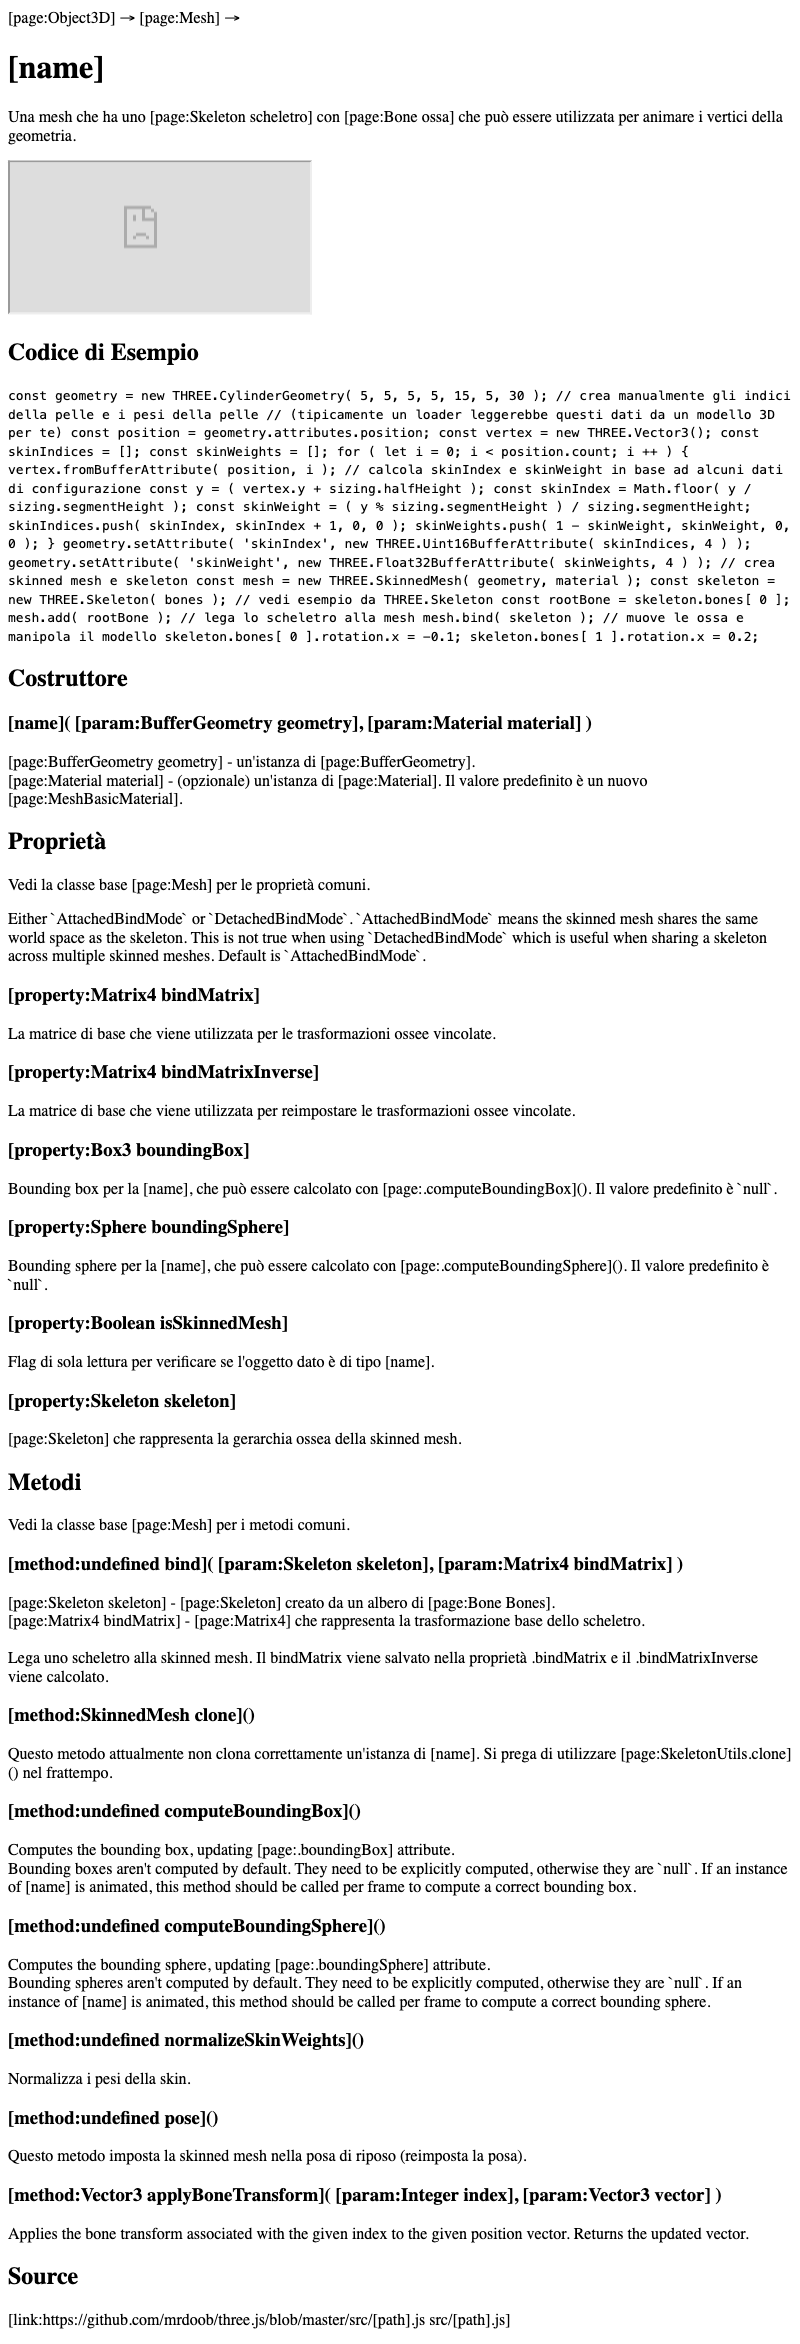 [page:Object3D] → [page:Mesh] →
[name]
Una mesh che ha uno [page:Skeleton scheletro] con [page:Bone ossa] che può essere utilizzata per animare i vertici della
geometria.
Codice di Esempio
const geometry = new THREE.CylinderGeometry( 5, 5, 5, 5, 15, 5, 30 ); // crea manualmente gli indici
della pelle e i pesi della pelle // (tipicamente un loader leggerebbe questi dati da un modello 3D
per te) const position = geometry.attributes.position; const vertex = new THREE.Vector3(); const
skinIndices = []; const skinWeights = []; for ( let i = 0; i < position.count; i ++ ) {
vertex.fromBufferAttribute( position, i ); // calcola skinIndex e skinWeight in base ad alcuni dati
di configurazione const y = ( vertex.y + sizing.halfHeight ); const skinIndex = Math.floor( y /
sizing.segmentHeight ); const skinWeight = ( y % sizing.segmentHeight ) / sizing.segmentHeight;
skinIndices.push( skinIndex, skinIndex + 1, 0, 0 ); skinWeights.push( 1 - skinWeight, skinWeight, 0,
0 ); } geometry.setAttribute( 'skinIndex', new THREE.Uint16BufferAttribute( skinIndices, 4 ) );
geometry.setAttribute( 'skinWeight', new THREE.Float32BufferAttribute( skinWeights, 4 ) ); // crea
skinned mesh e skeleton const mesh = new THREE.SkinnedMesh( geometry, material ); const skeleton =
new THREE.Skeleton( bones ); // vedi esempio da THREE.Skeleton const rootBone = skeleton.bones[ 0 ];
mesh.add( rootBone ); // lega lo scheletro alla mesh mesh.bind( skeleton ); // muove le ossa e
manipola il modello skeleton.bones[ 0 ].rotation.x = -0.1; skeleton.bones[ 1 ].rotation.x = 0.2;
Costruttore
[name]( [param:BufferGeometry geometry], [param:Material material] )
[page:BufferGeometry geometry] - un'istanza di [page:BufferGeometry].
[page:Material material] - (opzionale) un'istanza di [page:Material]. Il valore predefinito è un nuovo
[page:MeshBasicMaterial].
Proprietà
Vedi la classe base [page:Mesh] per le proprietà comuni.
Either `AttachedBindMode` or `DetachedBindMode`. `AttachedBindMode` means the skinned mesh shares the same
world space as the skeleton. This is not true when using `DetachedBindMode` which is useful when sharing a skeleton
across multiple skinned meshes. Default is `AttachedBindMode`.
[property:Matrix4 bindMatrix]
La matrice di base che viene utilizzata per le trasformazioni ossee vincolate.
[property:Matrix4 bindMatrixInverse]
La matrice di base che viene utilizzata per reimpostare le trasformazioni ossee vincolate.
[property:Box3 boundingBox]
Bounding box per la [name], che può essere calcolato con [page:.computeBoundingBox](). Il valore predefinito è `null`.
[property:Sphere boundingSphere]
Bounding sphere per la [name], che può essere calcolato con [page:.computeBoundingSphere](). Il valore predefinito è
`null`.
[property:Boolean isSkinnedMesh]
Flag di sola lettura per verificare se l'oggetto dato è di tipo [name].
[property:Skeleton skeleton]
[page:Skeleton] che rappresenta la gerarchia ossea della skinned mesh.
Metodi
Vedi la classe base [page:Mesh] per i metodi comuni.
[method:undefined bind]( [param:Skeleton skeleton], [param:Matrix4 bindMatrix] )
[page:Skeleton skeleton] - [page:Skeleton] creato da un albero di [page:Bone Bones].
[page:Matrix4 bindMatrix] - [page:Matrix4] che rappresenta la trasformazione base dello scheletro.
Lega uno scheletro alla skinned mesh. Il bindMatrix viene salvato nella proprietà .bindMatrix e il .bindMatrixInverse
viene calcolato.
[method:SkinnedMesh clone]()
Questo metodo attualmente non clona correttamente un'istanza di [name]. Si prega di utilizzare [page:SkeletonUtils.clone]
() nel frattempo.
[method:undefined computeBoundingBox]()
Computes the bounding box, updating [page:.boundingBox] attribute.
Bounding boxes aren't computed by default. They need to be explicitly computed, otherwise they are `null`. If an instance
of [name] is animated, this method should be called per frame to compute a correct bounding box.
[method:undefined computeBoundingSphere]()
Computes the bounding sphere, updating [page:.boundingSphere] attribute.
Bounding spheres aren't computed by default. They need to be explicitly computed, otherwise they are `null`. If an
instance of [name] is animated, this method should be called per frame to compute a correct bounding sphere.
[method:undefined normalizeSkinWeights]()
Normalizza i pesi della skin.
[method:undefined pose]()
Questo metodo imposta la skinned mesh nella posa di riposo (reimposta la posa).
[method:Vector3 applyBoneTransform]( [param:Integer index], [param:Vector3 vector] )
Applies the bone transform associated with the given index to the given position vector. Returns the updated vector.
Source
[link:https://github.com/mrdoob/three.js/blob/master/src/[path].js src/[path].js]